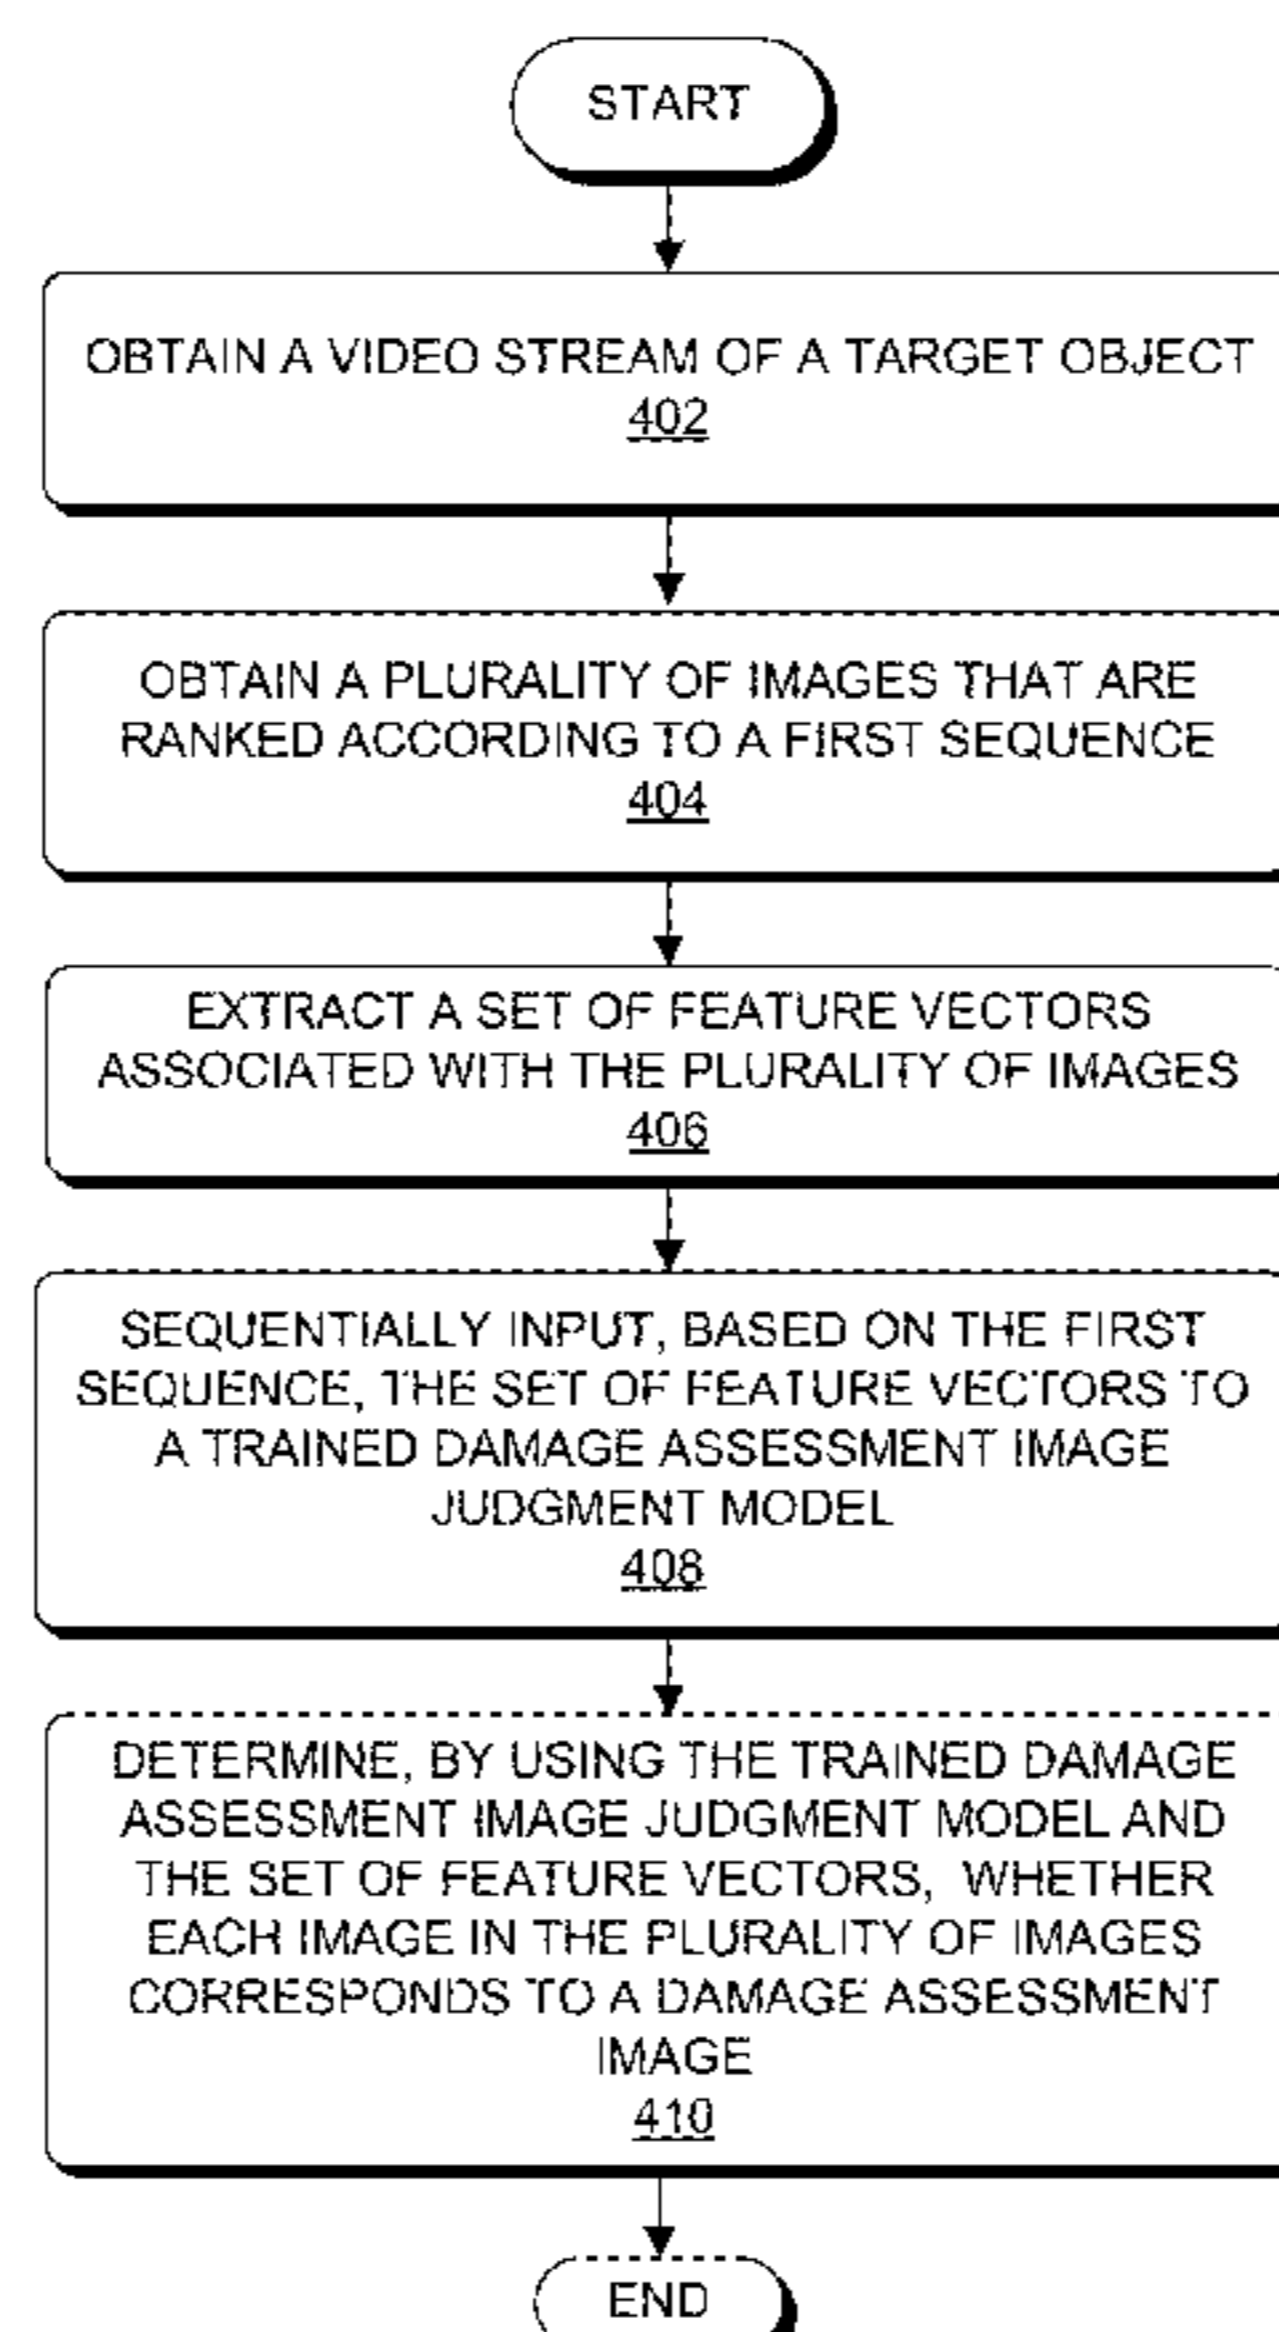 START
OBTAIN A VIDEO STREAM OF A TARGET OBJECT
402
OBTAIN A PLURALITY OF IMAGES THAT ARE
RANKED ACCORDING TO A FIRST SEQUENCE
404
EXTRACT A SET OF FEATURE VECTORS
ASSOCIATED WITH THE PLURALITY OF IMAGES
406
SEQUENTIALLY INPUT, BASED ON THE FIRST
SEQUENCE, THE SET OF FEATURE VECTORS TO
A TRAINED DAMAGE ASSESSMENT IMAGE
JUDGMENT MODEL
408
DETERMINE, BY USING THE TRAINED DAMAGE
ASSESSMENT IMAGE JUDGMENT MODEL AND
THE SET OF FEATURE VECTORS, WHETHER
EACH IMAGE IN THE PLURALITY OF IMAGES
CORRESPONDS TO A DAMAGE ASSESSMENT
IMAGE
410
END